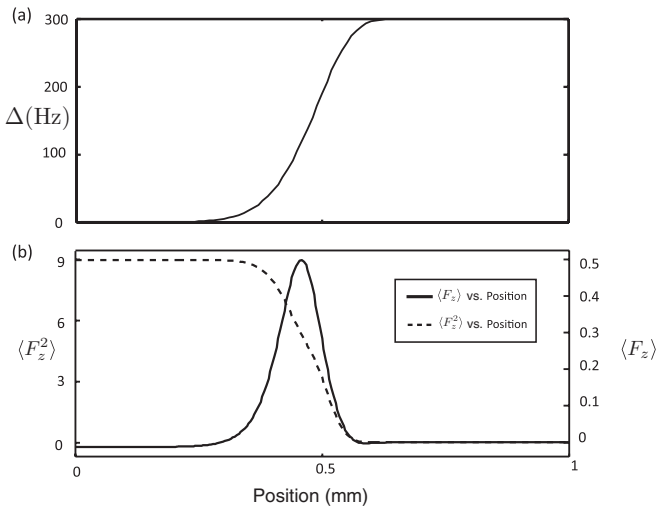 (a)
300
200
Δ(Hz)
100
0
(b)
9
6
⟨F_z^2⟩
3
0
0.5
0.4
0.3
⟨F_z⟩
0.2
0.1
0
⟨F_z⟩ vs. Position
⟨F_z^2⟩ vs. Position
0
0.5
1
Position (mm)